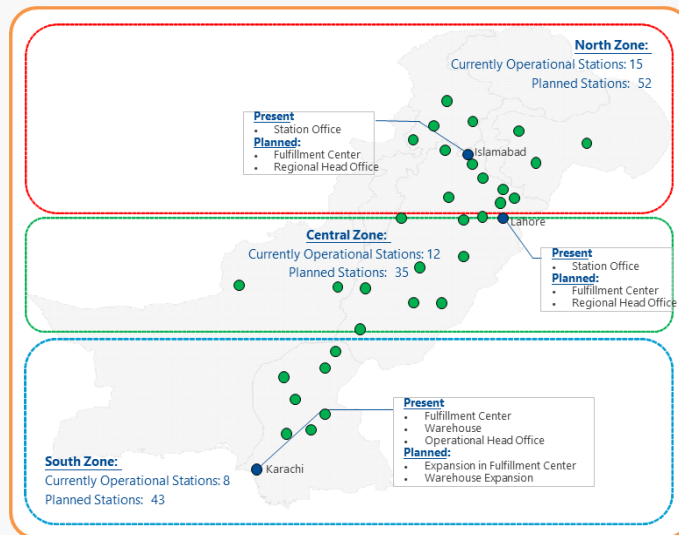 North Zone:
Currently Operational Stations: 15
Planned Stations: 52
Present
• Station Office
Planned:
• Fulfillment Center
• Regional Head Office
Islamabad
Lahore
Central Zone:
Currently Operational Stations: 12
Planned Stations: 35
Present
• Station Office
Planned:
• Fulfillment Center
• Regional Head Office
Present
• Fulfillment Center
• Warehouse
• Operational Head Office
Planned:
• Expansion in Fulfillment Center
• Warehouse Expansion
South Zone:
Currently Operational Stations: 8
Planned Stations: 43
Karachi